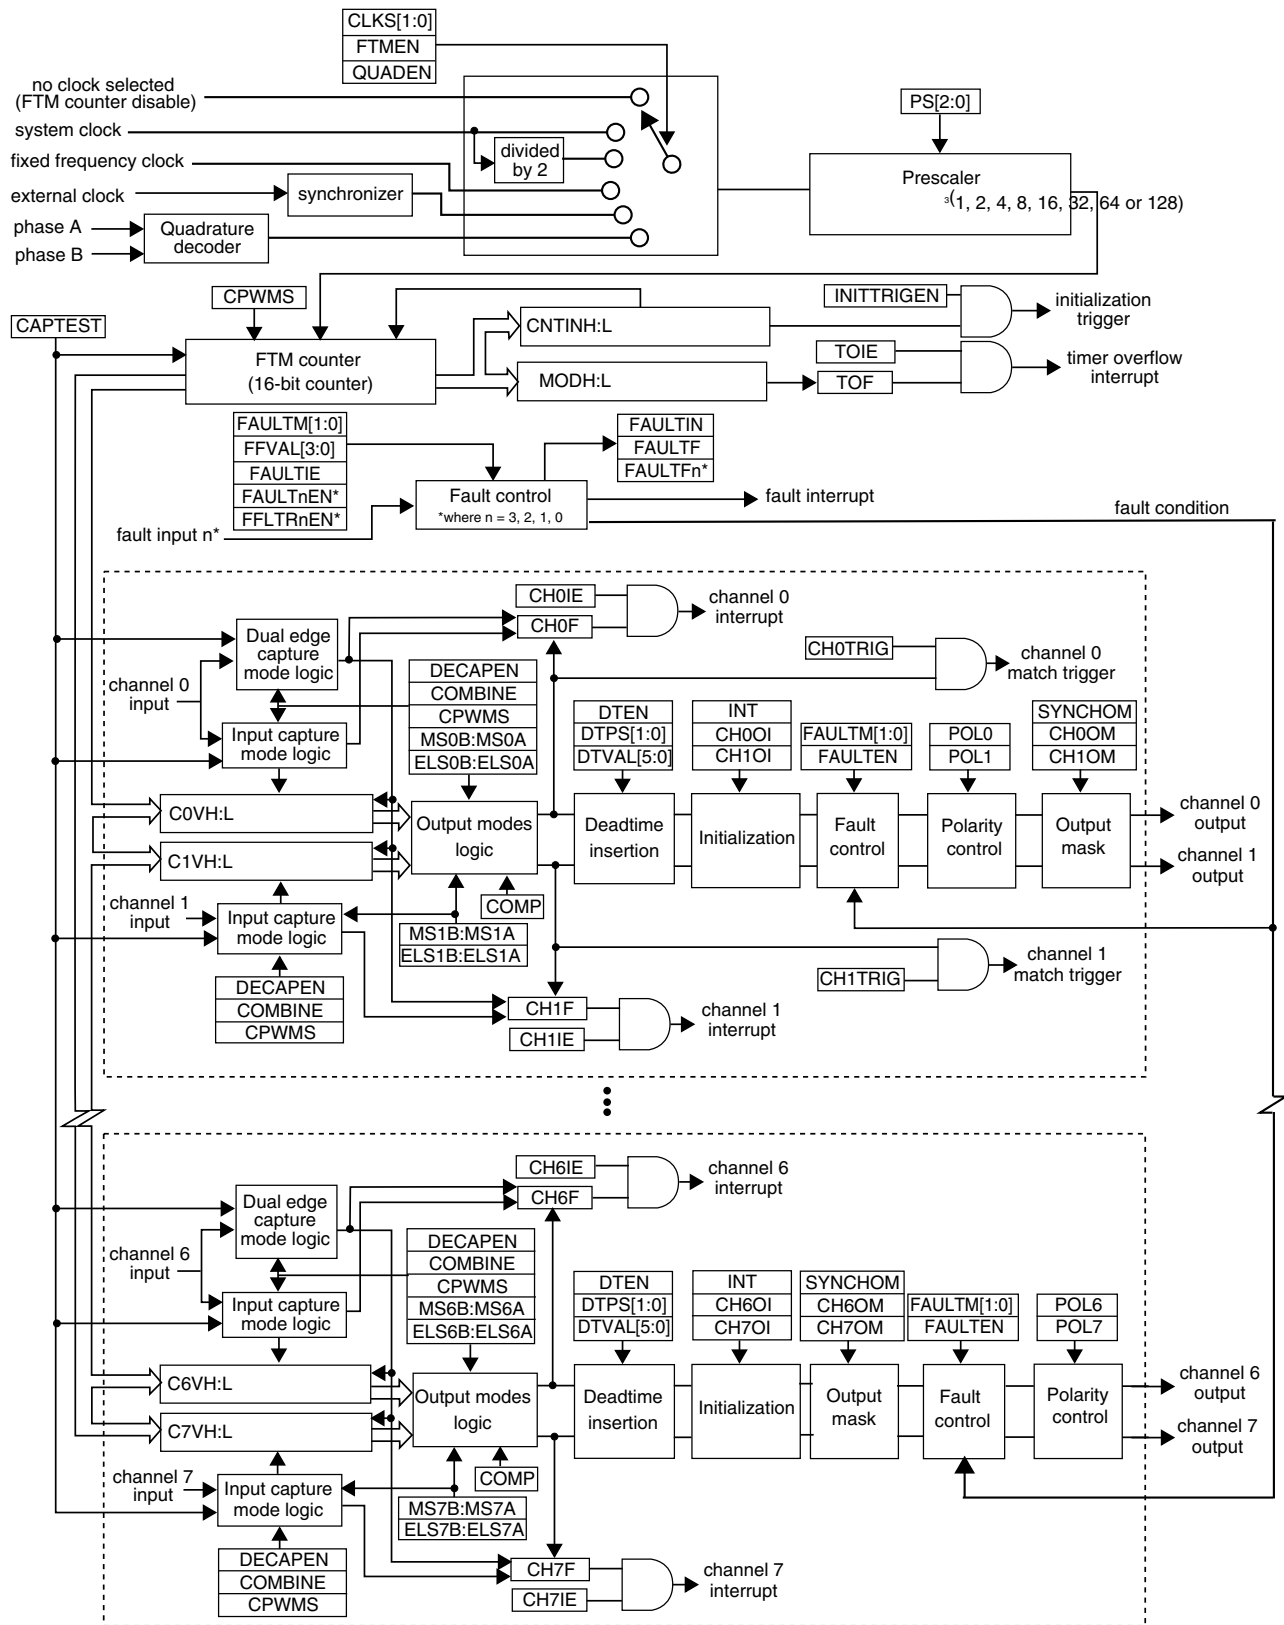 CLKS[1:0]
FTMEN
QUADEN
no clock selected
(FTM counter disable)
system clock
fixed frequency clock
external clock
phase A
phase B
divided
by 2
synchronizer
Quadrature
decoder
PS[2:0]
Prescaler
3(1, 2, 4, 8, 16, 32, 64 or 128)
CPWMS
CAPTEST
FTM counter
(16-bit counter)
CNTINH:L
MODH:L
INITTRIGEN
initialization
trigger
TOIE
TOF
timer overflow
interrupt
FAULTM[1:0]
FFVAL[3:0]
FAULTIE
FAULTnEN*
FFLTRnEN*
fault input n*
Fault control
*where n = 3, 2, 1, 0
FAULTIN
FAULTF
FAULTFn*
fault interrupt
fault condition
CH0IE
CH0F
channel 0
interrupt
Dual edge
capture
mode logic
channel 0
input
Input capture
mode logic
DECAPEN
COMBINE
CPWMS
MS0B:MS0A
ELS0B:ELS0A
CH0TRIG
channel 0
match trigger
DTEN
DTPS[1:0]
DTVAL[5:0]
INT
CH0OI
CH1OI
FAULTM[1:0]
FAULTEN
POL0
POL1
SYNCHOM
CH0OM
CH1OM
C0VH:L
C1VH:L
Output modes
logic
Deadtime
insertion
Initialization
Fault
control
Polarity
control
Output
mask
channel 0
output
channel 1
output
channel 1
input
Input capture
mode logic
COMP
MS1B:MS1A
ELS1B:ELS1A
DECAPEN
COMBINE
CPWMS
CH1F
CH1IE
channel 1
interrupt
CH1TRIG
channel 1
match trigger
CH6IE
CH6F
channel 6
interrupt
Dual edge
capture
mode logic
channel 6
input
Input capture
mode logic
DECAPEN
COMBINE
CPWMS
MS6B:MS6A
ELS6B:ELS6A
DTEN
DTPS[1:0]
DTVAL[5:0]
INT
CH6OI
CH7OI
SYNCHOM
CH6OM
CH7OM
FAULTM[1:0]
FAULTEN
POL6
POL7
C6VH:L
C7VH:L
Output modes
logic
Deadtime
insertion
Initialization
Output
mask
Fault
control
Polarity
control
channel 6
output
channel 7
output
channel 7
input
Input capture
mode logic
COMP
MS7B:MS7A
ELS7B:ELS7A
DECAPEN
COMBINE
CPWMS
CH7F
CH7IE
channel 7
interrupt